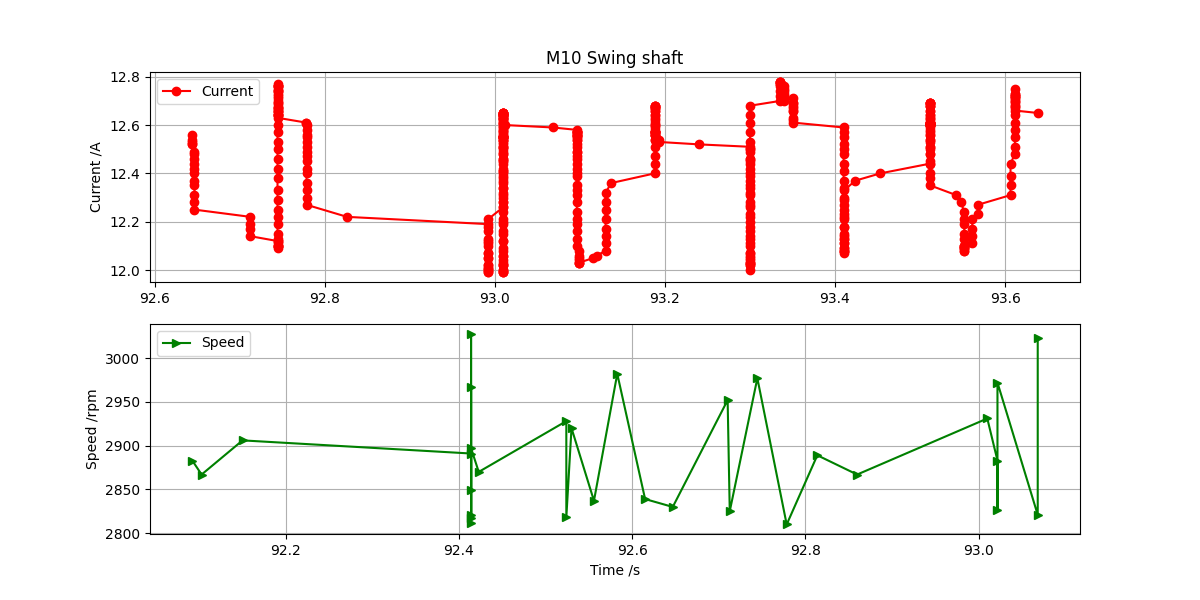 M10 Swing shaft
12.8
12.6
12.4
12.2
12.0
Current /A
Current
92.6 92.8 93.0 93.2 93.4 93.6
3000
2950
2900
2850
2800
Speed /rpm
Speed
92.2 92.4 92.6 92.8 93.0
Time /s